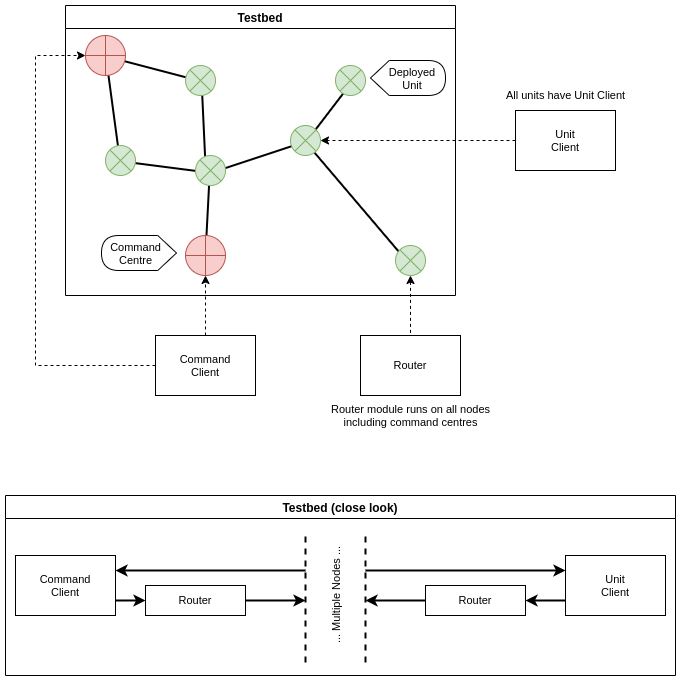 Testbed
Deployed
Unit
All units have Unit Client
Unit
Client
Command
Centre
Command
Client
Router
Router module runs on all nodes
including command centres
Testbed (close look)
Command
Client
Router
... Multiple Nodes ...
Router
Unit
Client